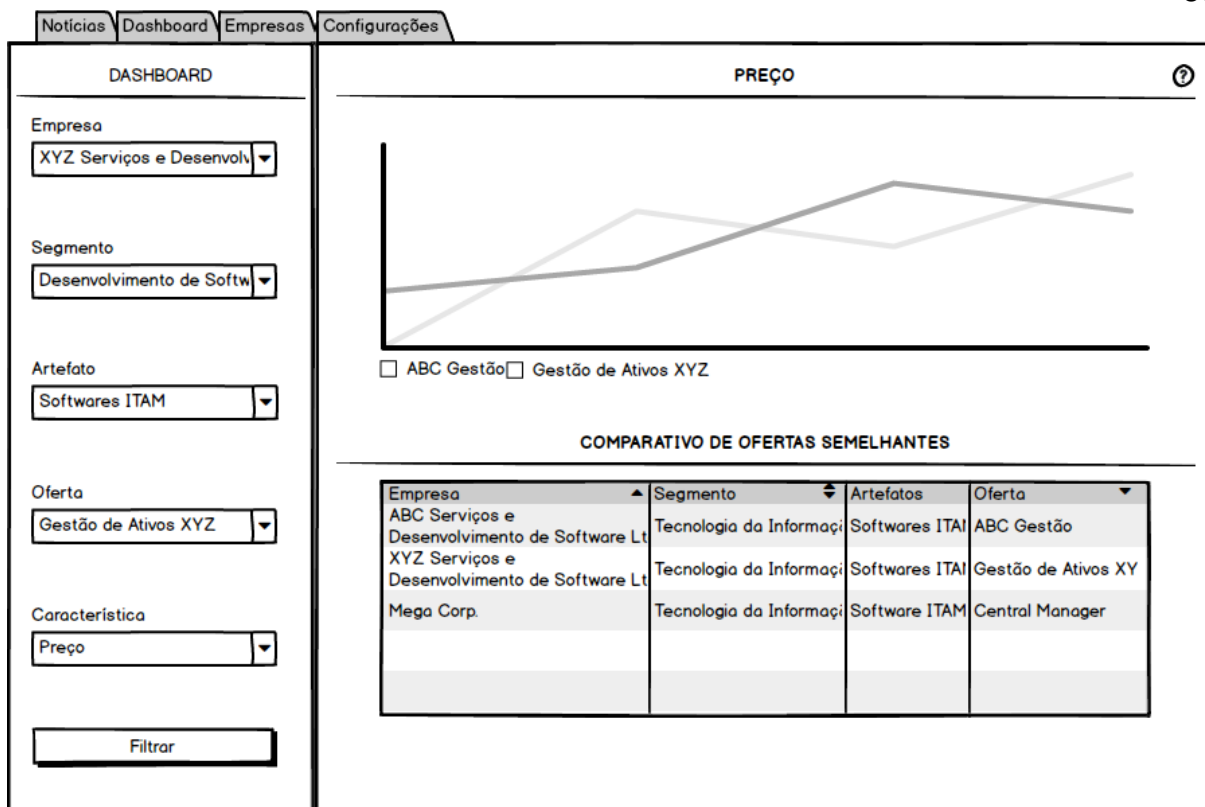 Notícias Dashboard Empresas Configurações
DASHBOARD
Empresa
XYZ Serviços e Desenvolv
Segmento
Desenvolvimento de Softw
Artefato
Softwares ITAM
Oferta
Gestão de Ativos XYZ
Característica
Preço
Filtrar
PREÇO
?
ABC Gestão Gestão de Ativos XYZ
COMPARATIVO DE OFERTAS SEMELHANTES
Empresa Segmento Artefatos Oferta
ABC Serviços e
Desenvolvimento de Software Lt Tecnologia da Informaçã Softwares ITA ABC Gestão
XYZ Serviços e
Desenvolvimento de Software Lt Tecnologia da Informaçã Softwares ITA Gestão de Ativos XY
Mega Corp. Tecnologia da Informaçã Software ITAM Central Manager